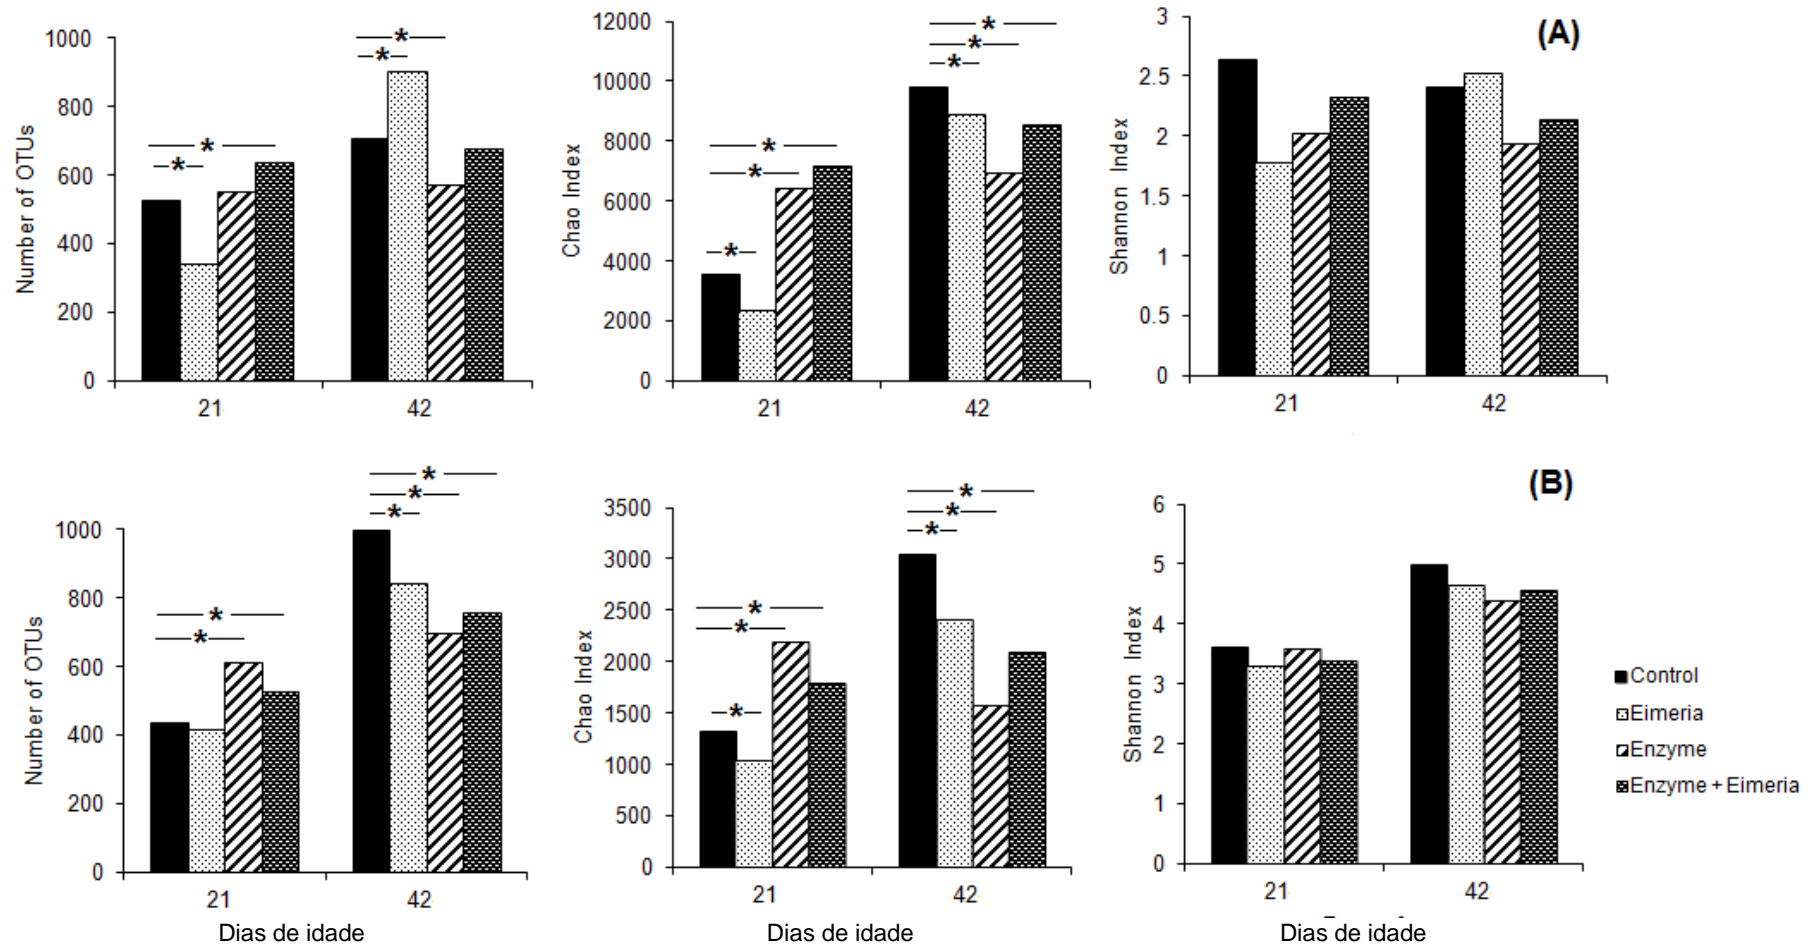 (A)
Number of OTUs
1000
800
600
400
200
0
21
42
* *
* *
Chao Index
12000
10000
8000
6000
4000
2000
0
21
42
* * *
* * *
Shannon Index
3
2.5
2
1.5
1
0.5
0
21
42
(B)
Number of OTUs
1000
800
600
400
200
0
21
42
* *
* * *
Dias de idade
Chao Index
3500
3000
2500
2000
1500
1000
500
0
21
42
* * *
* * *
Dias de idade
Shannon Index
6
5
4
3
2
1
0
21
42
Dias de idade
Control
Eimeria
Enzyme
Enzyme + Eimeria